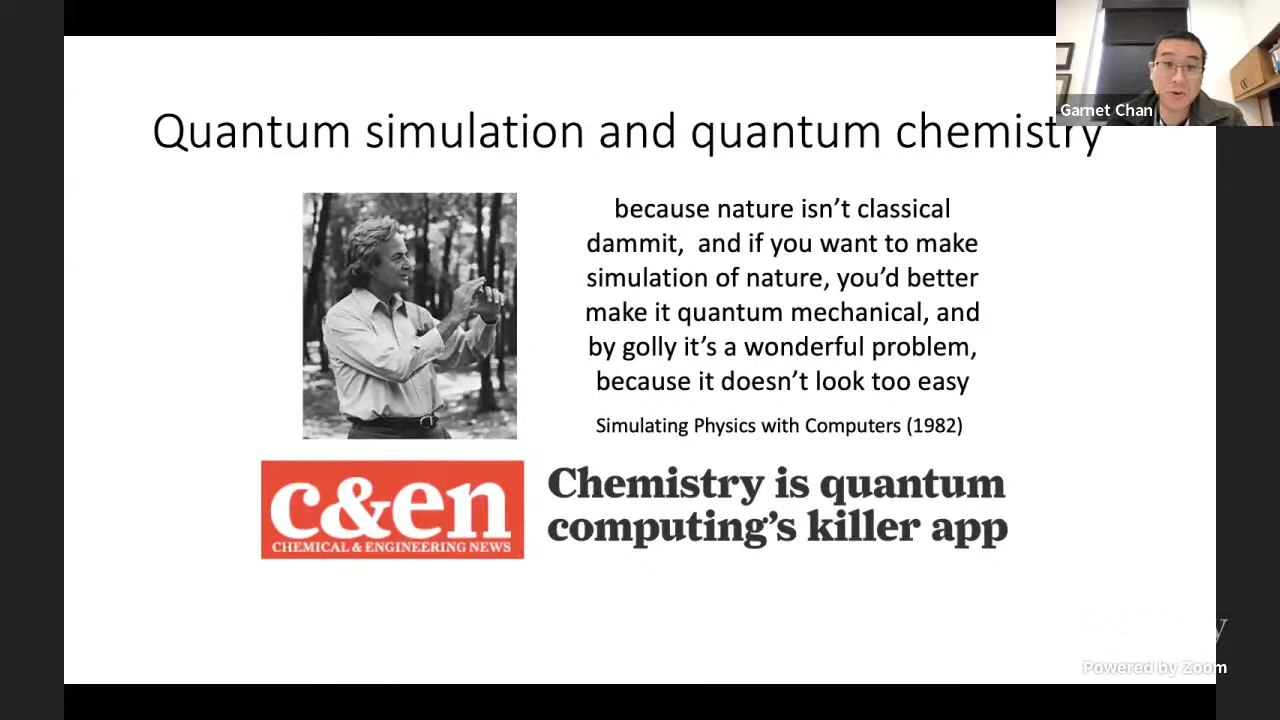 Garnet Chan
Quantum simulation and quantum chemistry
because nature isn’t classical
dammit,  and if you want to make
simulation of nature, you’d better
make it quantum mechanical, and
by golly it’s a wonderful problem,
because it doesn’t look too easy
Simulating Physics with Computers (1982)
c&en
CHEMICAL & ENGINEERING NEWS
Chemistry is quantum
computing’s killer app
Powered by Zoom